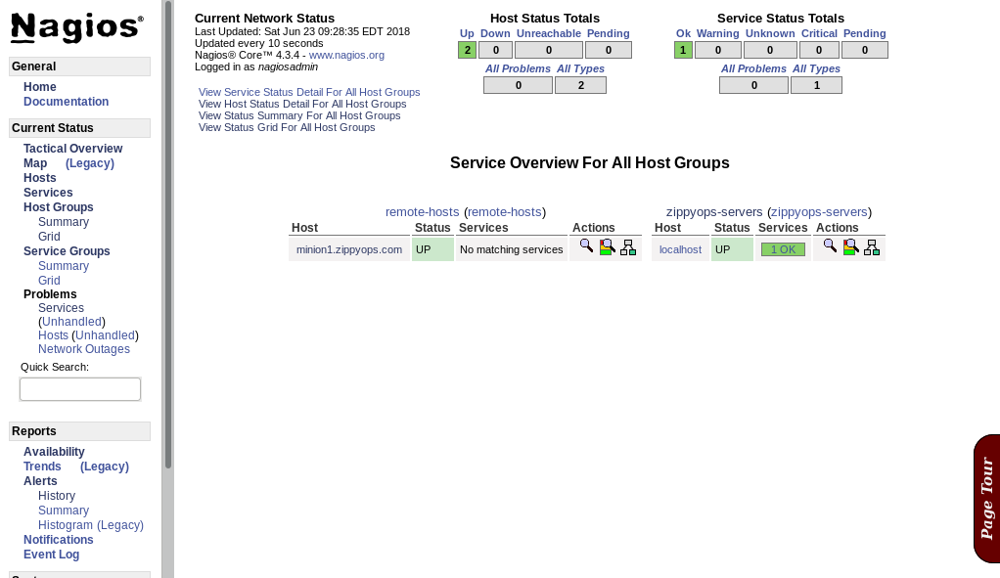 Nagios®
General
Home
Documentation
Current Status
Tactical Overview
Map (Legacy)
Hosts
Services
Host Groups
Summary
Grid
Service Groups
Summary
Grid
Problems
Services
(Unhandled)
Hosts (Unhandled)
Network Outages
Quick Search:
Reports
Availability
Trends (Legacy)
Alerts
History
Summary
Histogram (Legacy)
Notifications
Event Log
Current Network Status
Last Updated: Sat Jun 23 09:28:35 EDT 2018
Updated every 10 seconds
Nagios® Core™ 4.3.4 - www.nagios.org
Logged in as nagiosadmin
View Service Status Detail For All Host Groups
View Host Status Detail For All Host Groups
View Status Summary For All Host Groups
View Status Grid For All Host Groups
Host Status Totals
Up Down Unreachable Pending
2 0 0 0
All Problems All Types
0 2
Service Status Totals
Ok Warning Unknown Critical Pending
1 0 0 0 0
All Problems All Types
0 1
Service Overview For All Host Groups
remote-hosts (remote-hosts)
Host Status Services Actions
minion1.zippyops.com UP No matching services
zippyops-servers (zippyops-servers)
Host Status Services Actions
localhost UP 1 OK
Page Tour